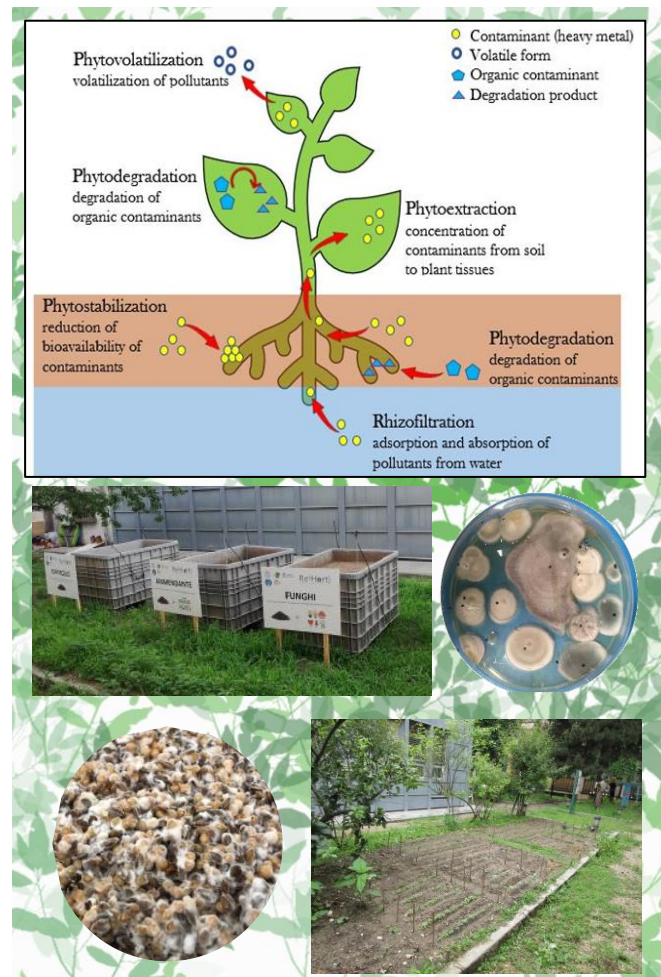 Phytovolatilization
volatilization of pollutants
Contaminant (heavy metal)
Volatile form
Organic contaminant
Degradation product
Phytodegradation
degradation of
organic contaminants
Phytoextraction
concentration of
contaminants from soil
to plant tissues
Phytostabilization
reduction of
bioavailability of
contaminants
Phytodegradation
degradation of
organic contaminants
Rhizofiltration
adsorption and absorption of
pollutants from water
AMMENDANTE
FUNGHI